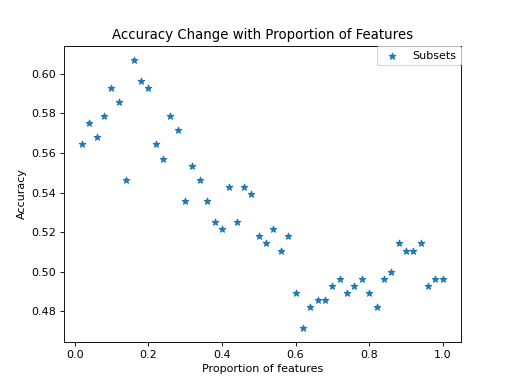 Accuracy Change with Proportion of Features
Subsets
0.60
0.58
0.56
0.54
0.52
0.50
0.48
Accuracy
0.0 0.2 0.4 0.6 0.8 1.0
Proportion of features